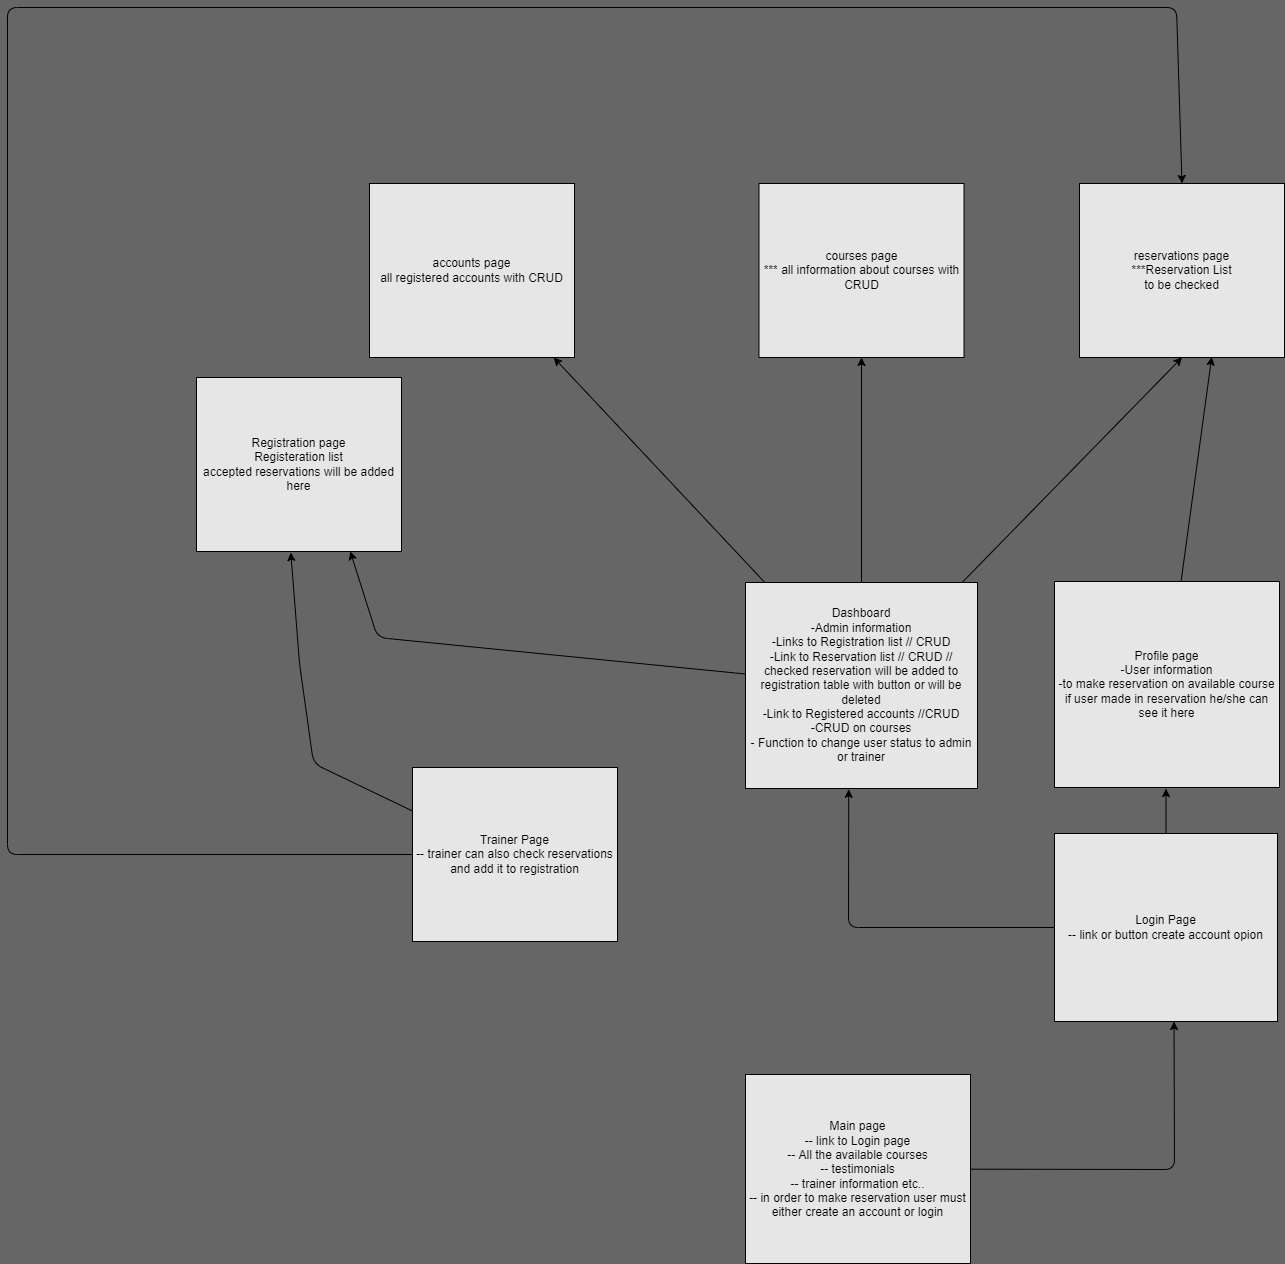 accounts page
all registered accounts with CRUD
courses page
*** all information about courses with
CRUD
reservations page
***Reservation List
to be checked
Registration page
Registeration list
accepted reservations will be added
here
Dashboard
-Admin information
-Links to Registration list // CRUD
-Link to Reservation list // CRUD //
checked reservation will be added to
registration table with button or will be
deleted
-Link to Registered accounts //CRUD
-CRUD on courses
- Function to change user status to admin
or trainer
Profile page
-User information
-to make reservation on available course
if user made in reservation he/she can
see it here
Trainer Page
-- trainer can also check reservations
and add it to registration
Login Page
-- link or button create account opion
Main page
-- link to Login page
-- All the available courses
-- testimonials
-- trainer information etc..
-- in order to make reservation user must
either create an account or login